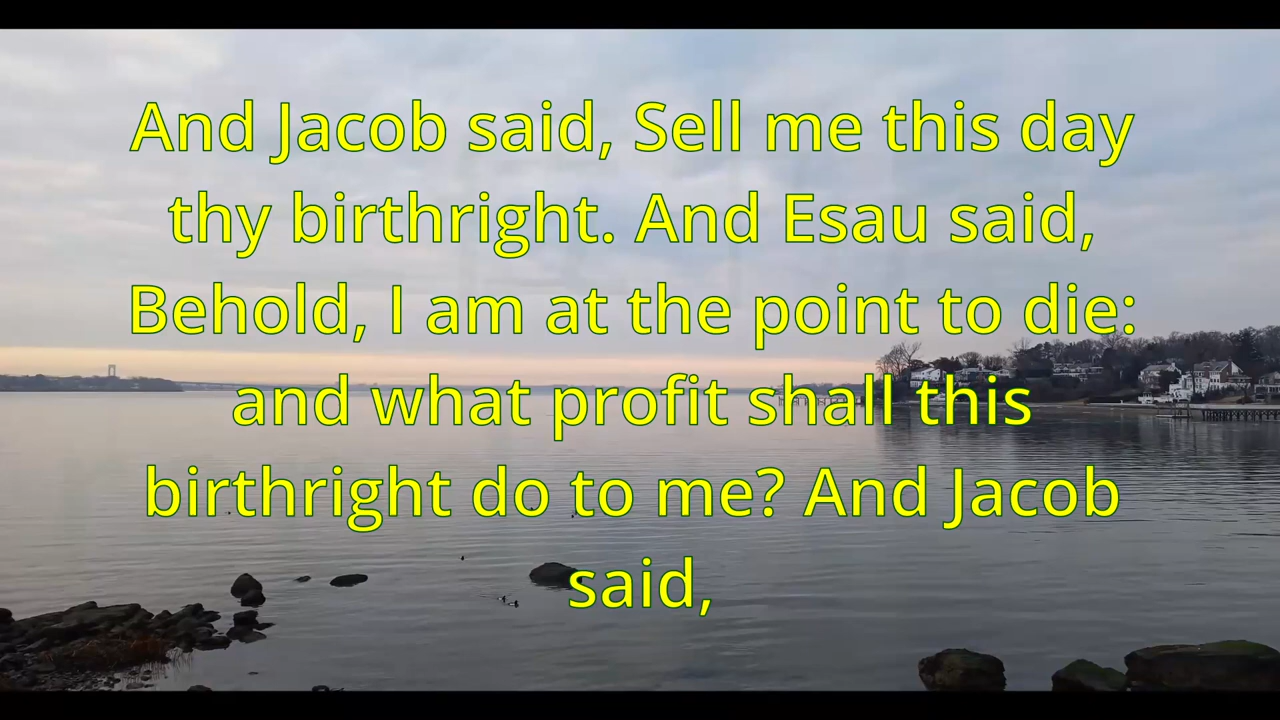 And Jacob said, Sell me this day
thy birthright. And Esau said,
Behold, I am at the point to die:
and what profit shall this
birthright do to me? And Jacob
said,